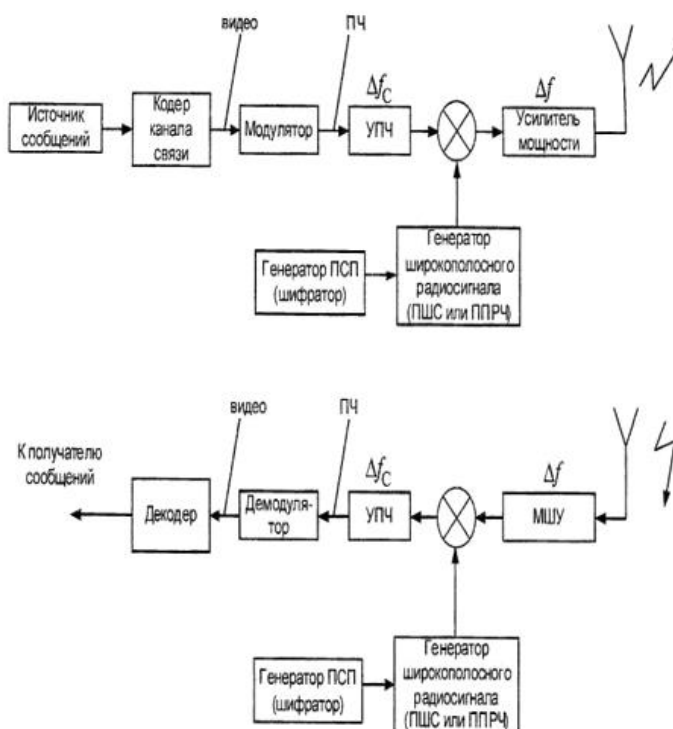 видео
ПЧ
Δf_C
Δf
Источник
сообщений
Кодер
канала
связи
Модулятор
УПЧ
Усилитель
мощности
Генератор ПСП
(шифратор)
Генератор
широкополосного
радиосигнала
(ПШС или ППРЧ)
видео
ПЧ
К получателю
сообщений
Δf_C
Δf
Декодер
Демодуля-
тор
УПЧ
МШУ
Генератор ПСП
(шифратор)
Генератор
широкополосного
радиосигнала
(ПШС или ППРЧ)